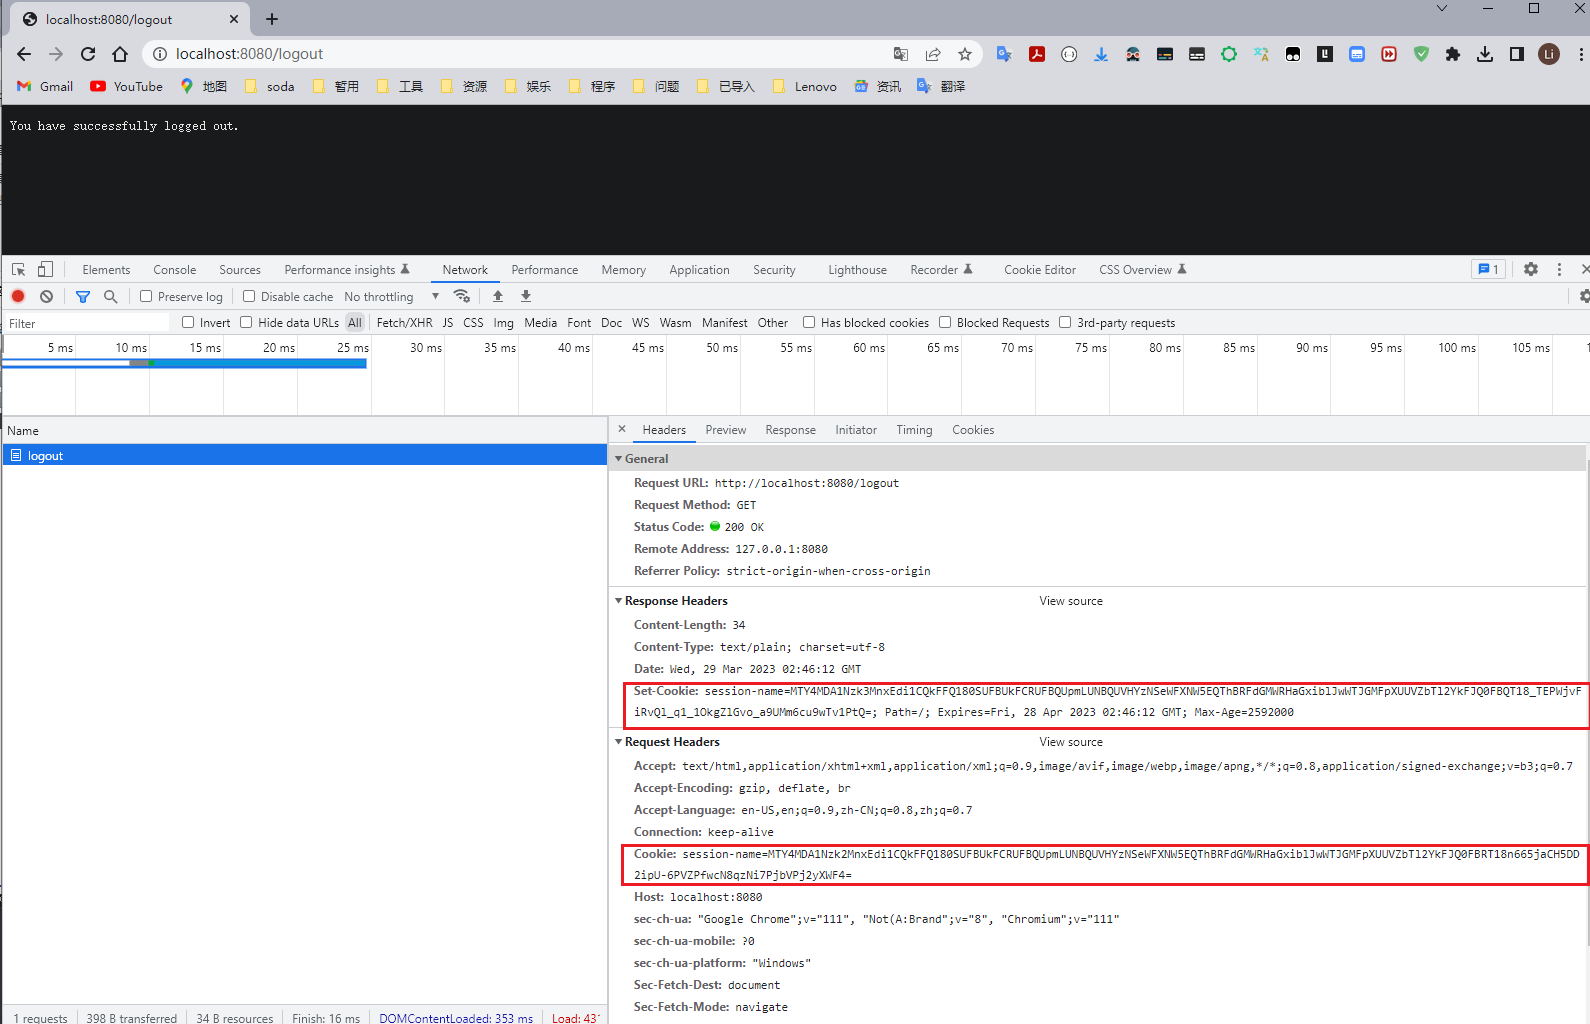 localhost:8080/logout
localhost:8080/logout
Li
Gmail YouTube 地图 soda 暂用 工具 资源 娱乐 程序 问题 已导入 Lenovo 资讯 翻译
You have successfully logged out.
Elements Console Sources Performance insights Network Performance Memory Application Security Lighthouse Recorder Cookie Editor CSS Overview 1
Preserve log Disable cache No throttling
Filter Invert Hide data URLs All Fetch/XHR JS CSS Img Media Font Doc WS Wasm Manifest Other Has blocked cookies Blocked Requests 3rd-party requests
5 ms 10 ms 15 ms 20 ms 25 ms 30 ms 35 ms 40 ms 45 ms 50 ms 55 ms 60 ms 65 ms 70 ms 75 ms 80 ms 85 ms 90 ms 95 ms 100 ms 105 ms
Name
logout
Headers Preview Response Initiator Timing Cookies
General
Request URL: http://localhost:8080/logout
Request Method: GET
Status Code: 200 OK
Remote Address: 127.0.0.1:8080
Referrer Policy: strict-origin-when-cross-origin
Response Headers View source
Content-Length: 34
Content-Type: text/plain; charset=utf-8
Date: Wed, 29 Mar 2023 02:46:12 GMT
Set-Cookie: session-name=MTY4MDA1Nzk3MnxEdi1CQkFFQ180SUFBUkFCRUFBQUpmLUNBQUVHYzNSeWFXNW5EQThBRFdGMWRHaGxiblJwWTJGMFpXUUVZbTl2YkFJQ0FBQT18_TEPWjvF
iRvQl_q1_1OkgZlGvo_a9UMm6cu9wTv1PtQ=; Path=/; Expires=Fri, 28 Apr 2023 02:46:12 GMT; Max-Age=2592000
Request Headers View source
Accept: text/html,application/xhtml+xml,application/xml;q=0.9,image/avif,image/webp,image/apng,*/*;q=0.8,application/signed-exchange;v=b3;q=0.7
Accept-Encoding: gzip, deflate, br
Accept-Language: en-US,en;q=0.9,zh-CN;q=0.8,zh;q=0.7
Connection: keep-alive
Cookie: session-name=MTY4MDA1Nzk2MnxEdi1CQkFFQ180SUFBUkFCRUFBQUpmLUNBQUVHYzNSeWFXNW5EQThBRFdGMWRHaGxiblJwWTJGMFpXUUVZbTl2YkFJQ0FBRT18n665jaCH5DD
2ipU-6PVZPfwcN8qzNi7PjbVPj2yXWF4=
Host: localhost:8080
sec-ch-ua: "Google Chrome";v="111", "Not(A:Brand";v="8", "Chromium";v="111"
sec-ch-ua-mobile: ?0
sec-ch-ua-platform: "Windows"
Sec-Fetch-Dest: document
Sec-Fetch-Mode: navigate
1 requests 398 B transferred 34 B resources Finish: 16 ms DOMContentLoaded: 353 ms Load: 431